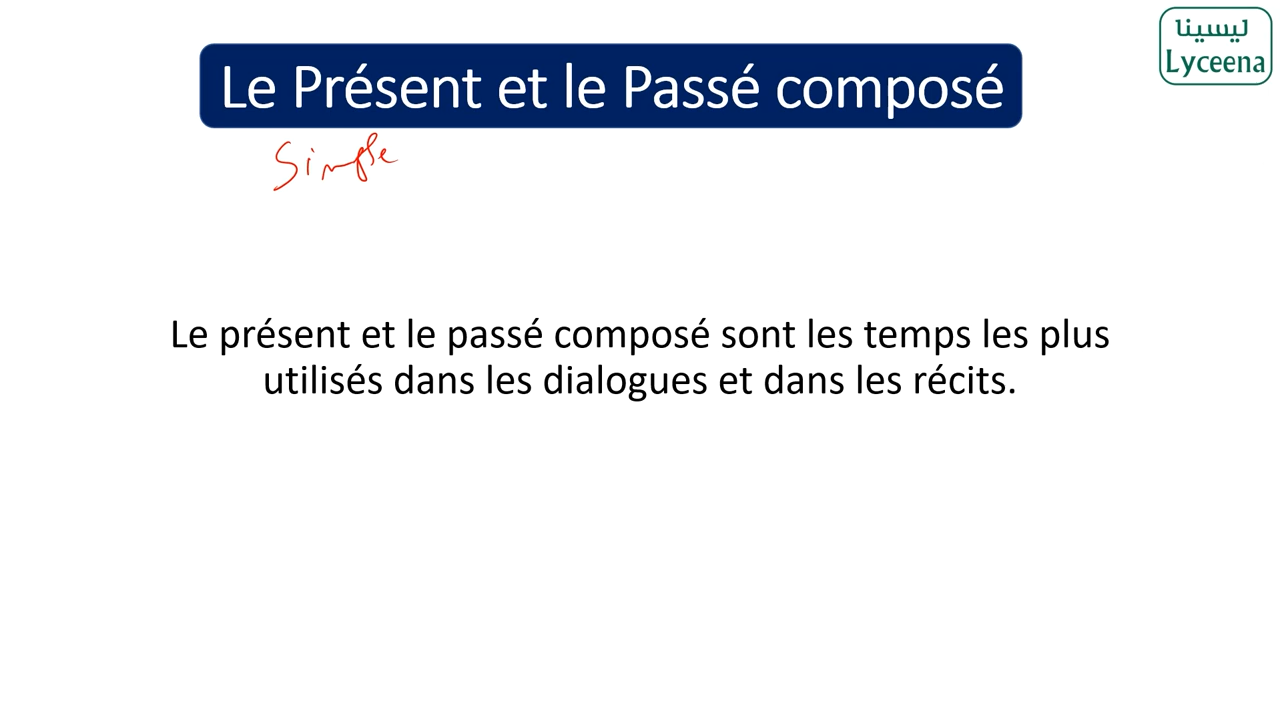 ليسينا
Lyceena
Le Présent et le Passé composé
Simple
Le présent et le passé composé sont les temps les plus
utilisés dans les dialogues et dans les récits.